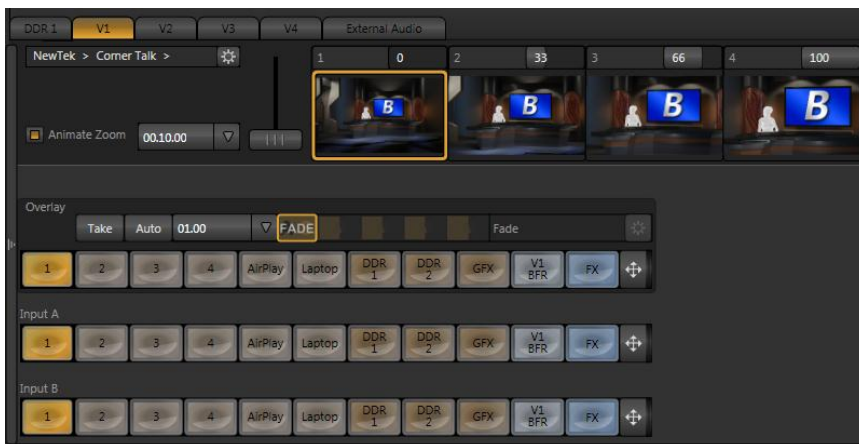 DDR 1 V1 V2 V3 V4 External Audio
NewTek > Corner Talk >
1 0 2 33 3 66 4 100
B B B B
Animate Zoom 00.10.00
Overlay
Take Auto 01.00 FADE Fade
1 2 3 4 AirPlay Laptop DDR 1 DDR 2 GFX V1 BFR FX
Input A
1 2 3 4 AirPlay Laptop DDR 1 DDR 2 GFX V1 BFR FX
Input B
1 2 3 4 AirPlay Laptop DDR 1 DDR 2 GFX V1 BFR FX